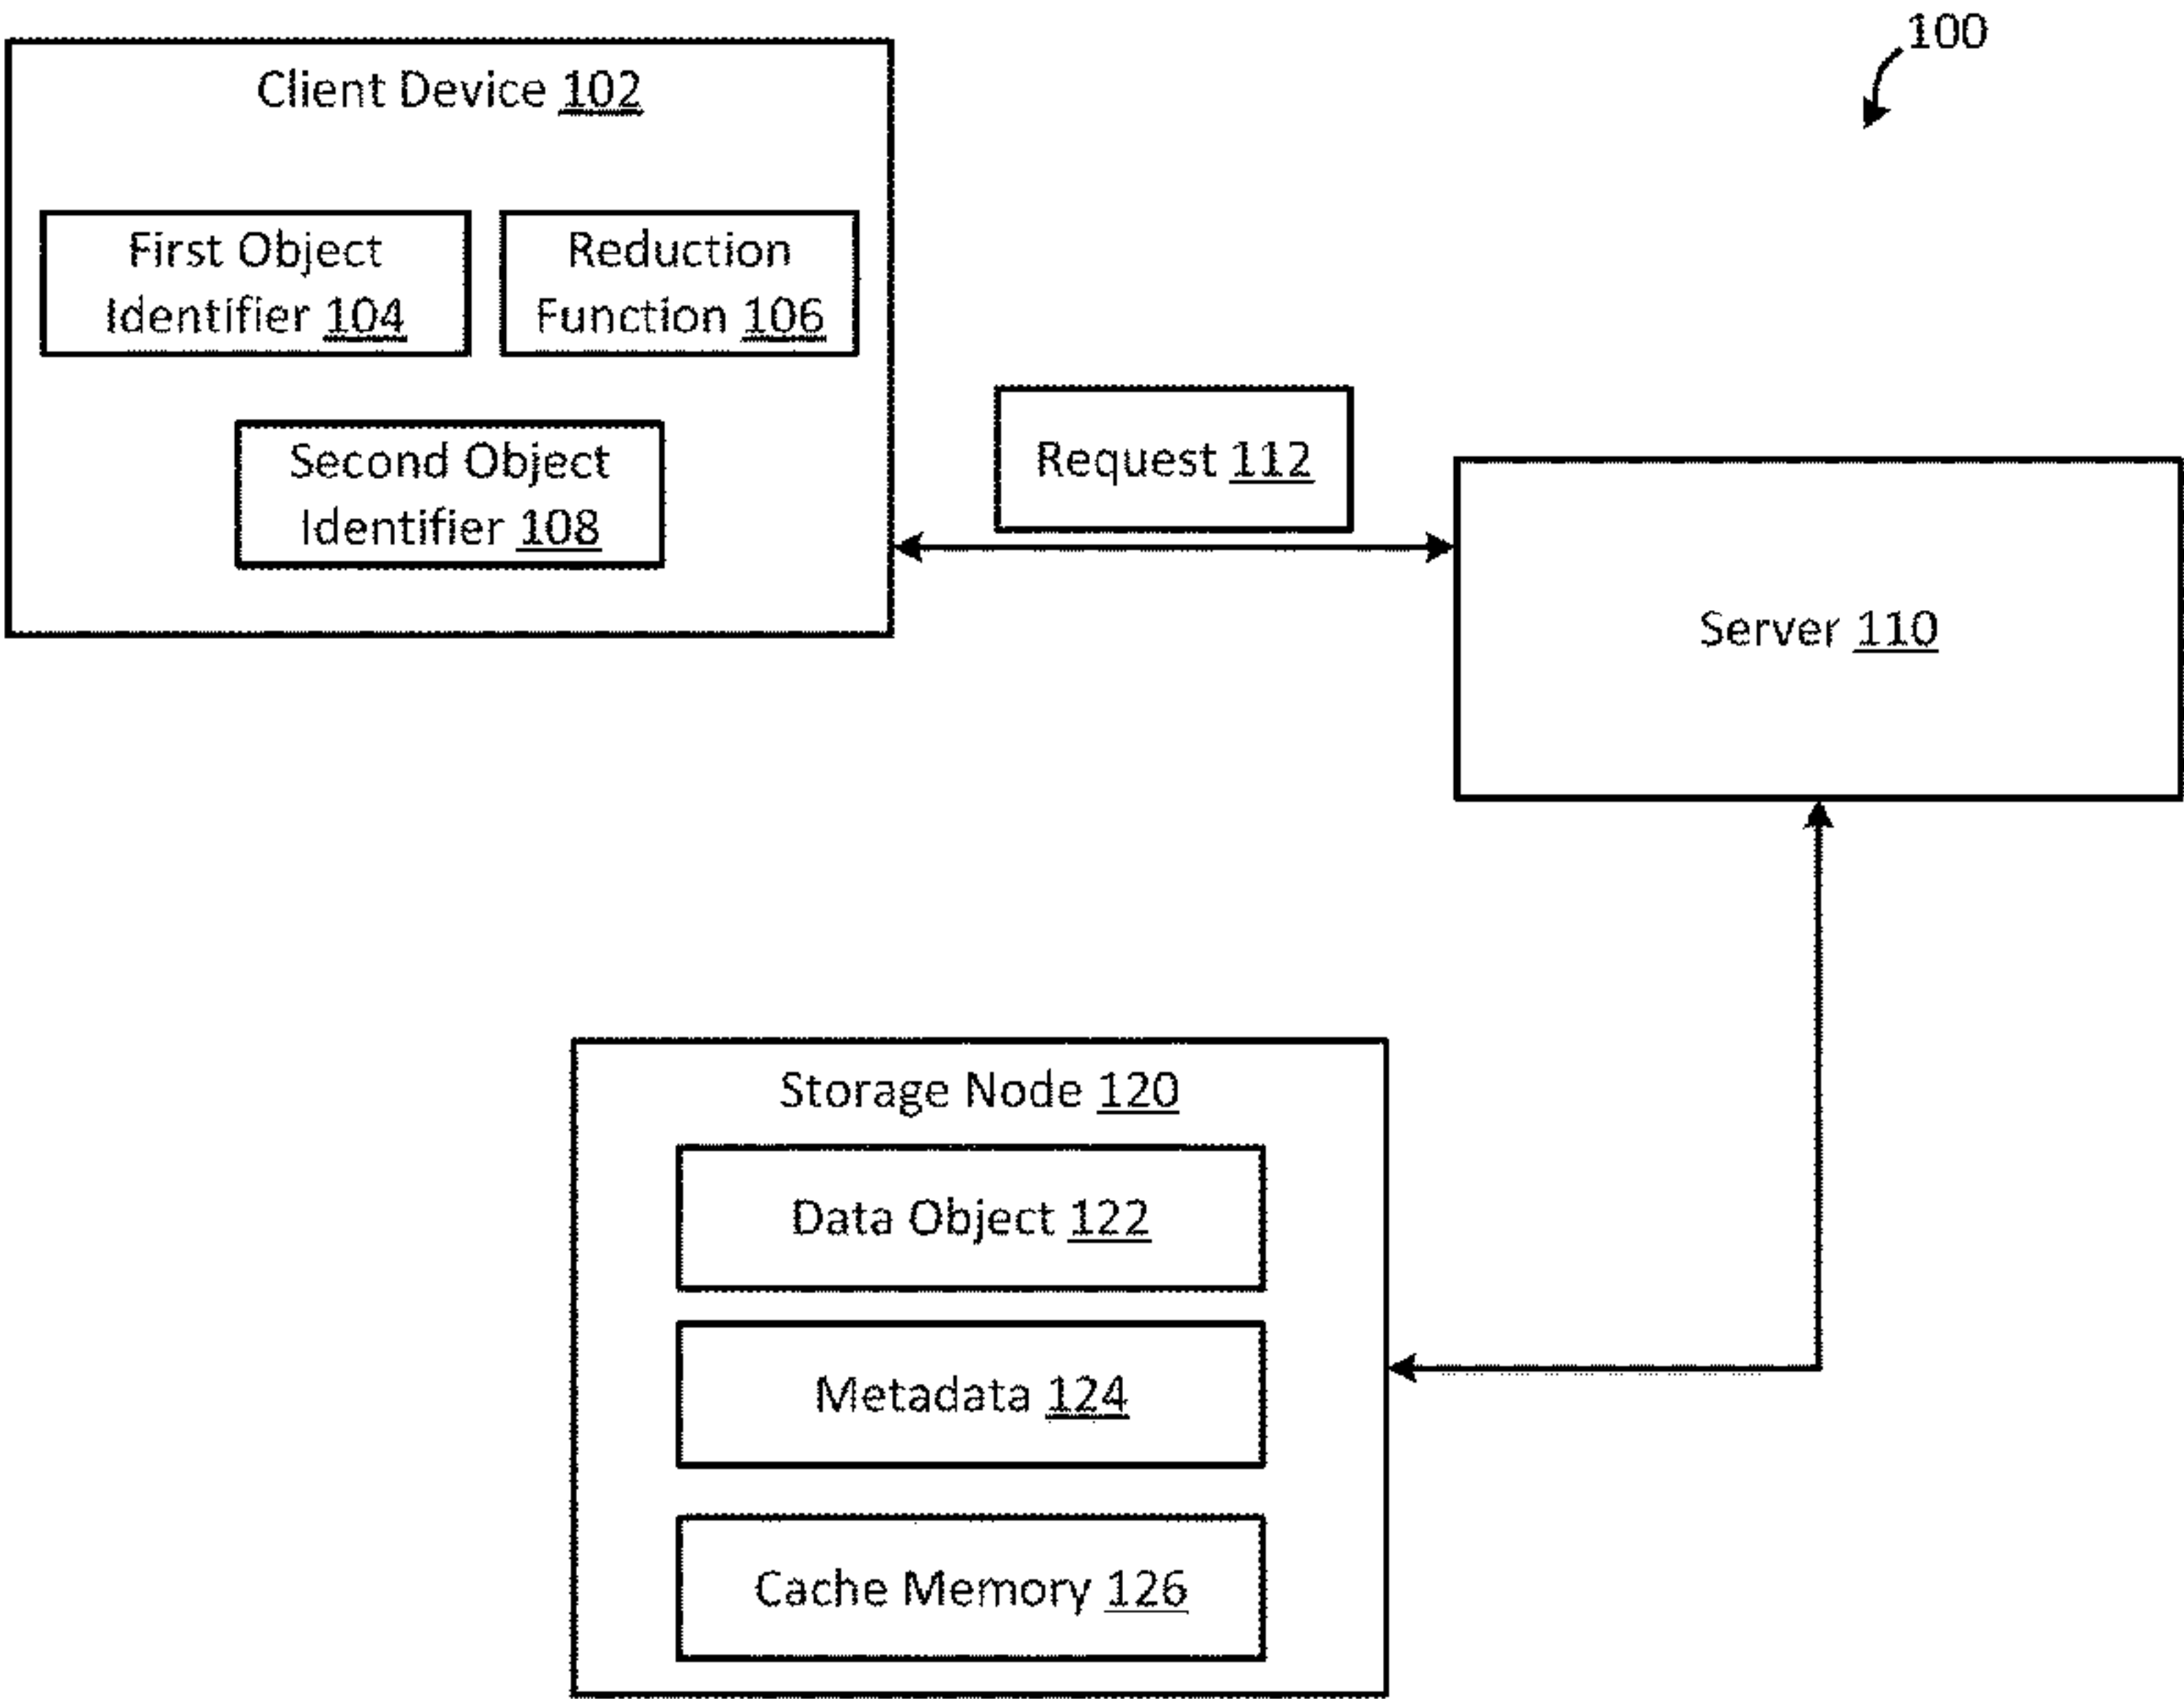 100
Client Device 102
First Object
Identifier 104
Reduction
Function 106
Second Object
Identifier 108
Request 112
Server 110
Storage Node 120
Data Object 122
Metadata 124
Cache Memory 126